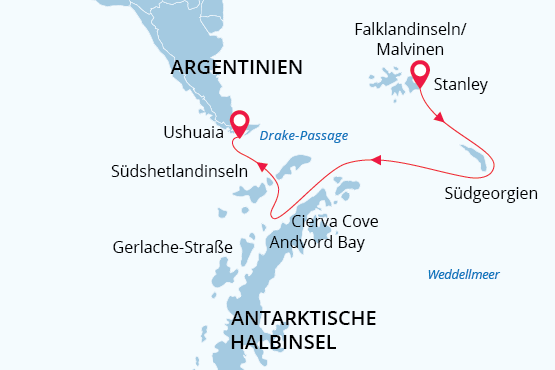 Falklandinseln/
Malvinen
ARGENTINIEN
Stanley
Ushuaia
Drake-Passage
Südshetlandinseln
Südgeorgien
Cierva Cove
Andvord Bay
Gerlache-Straße
Weddellmeer
ANTARKTISCHE
HALBINSEL